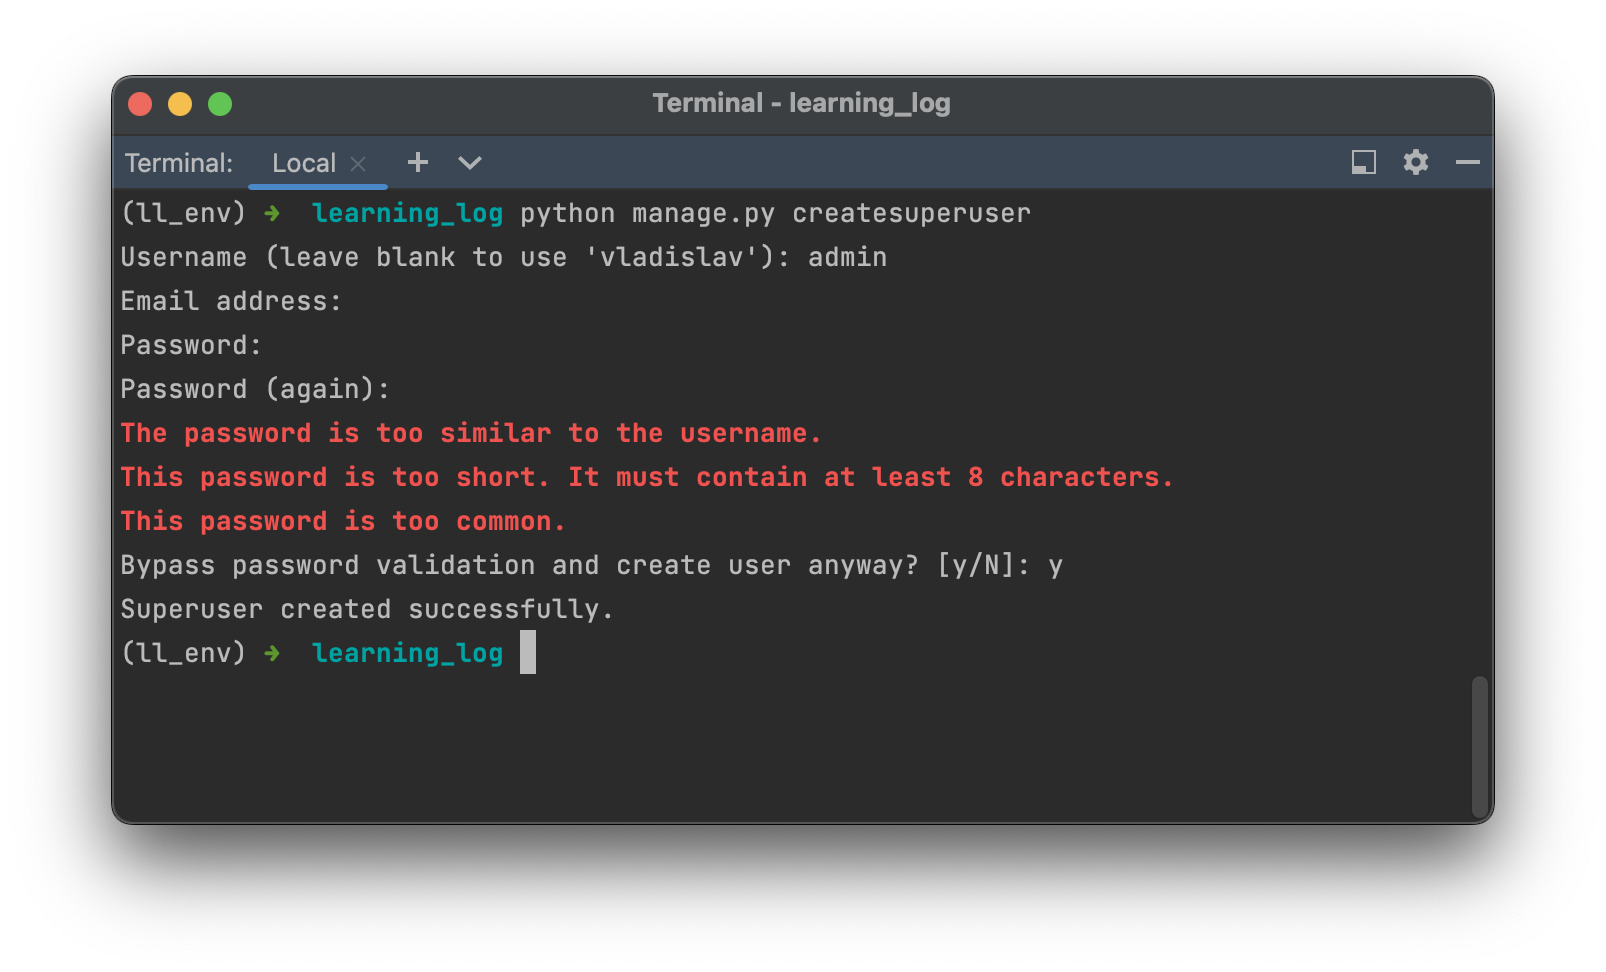 Terminal - learning_log
Terminal: Local
(ll_env) ➜ learning_log python manage.py createsuperuser
Username (leave blank to use 'vladislav'): admin
Email address:
Password:
Password (again):
The password is too similar to the username.
This password is too short. It must contain at least 8 characters.
This password is too common.
Bypass password validation and create user anyway? [y/N]: y
Superuser created successfully.
(ll_env) ➜ learning_log